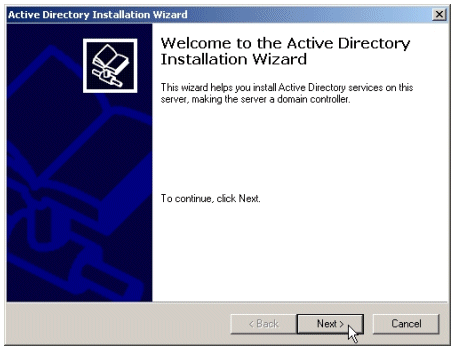 Active Directory Installation Wizard
Welcome to the Active Directory
Installation Wizard
This wizard helps you install Active Directory services on this
server, making the server a domain controller.
To continue, click Next.
< Back
Next >
Cancel